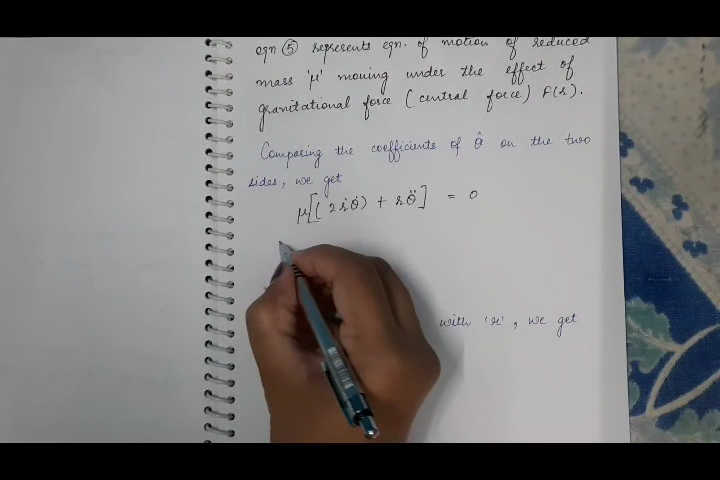 eqn ⑤ represents eqn. of motion of reduced
mass 'μ' moving under the effect of
gravitational force (central force) F(r).
Comparing the coefficients of θ̂ on the two
sides, we get
μ[(2ṙθ̇) + rθ̈] = 0
with 'r', we get